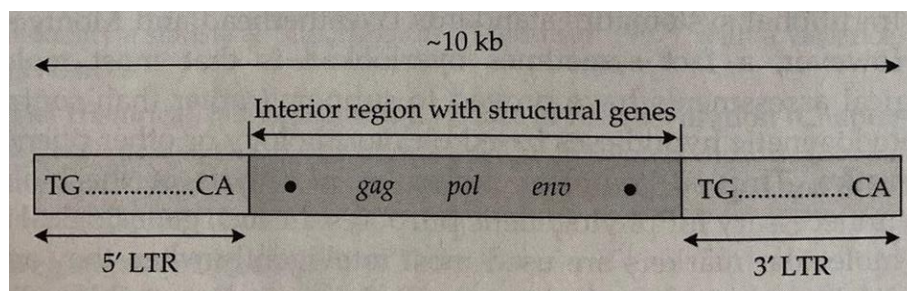 ~10 kb
Interior region with structural genes
TG.................CA • gag pol env • TG.................CA
5′ LTR 3′ LTR